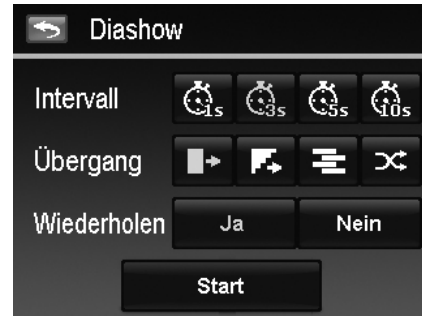 Diashow
Intervall 1s 3s 5s 10s
Übergang
Wiederholen Ja Nein
Start